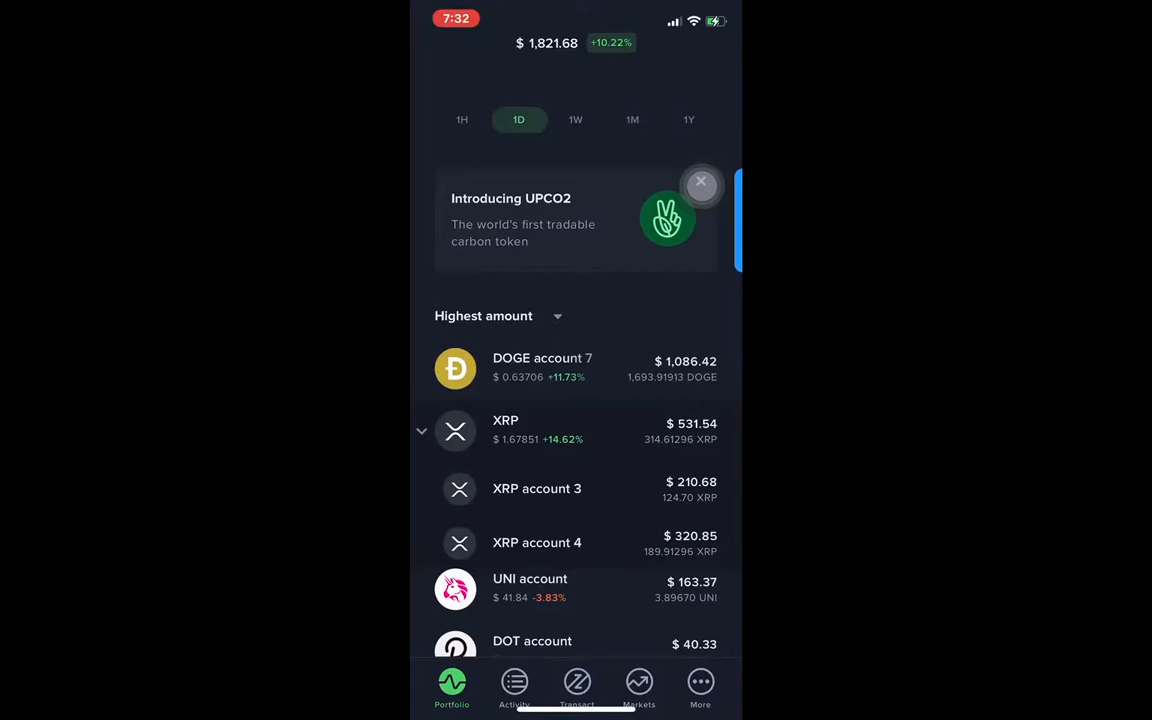 7:32
$ 1,821.68 +10.22%
1H 1D 1W 1M 1Y
Introducing UPCO2
The world's first tradable
carbon token
Highest amount
DOGE account 7 $ 1,086.42
$ 0.63706 +11.73% 1,693.91913 DOGE
XRP $ 531.54
$ 1.67851 +14.62% 314.61296 XRP
XRP account 3 $ 210.68
124.70 XRP
XRP account 4 $ 320.85
189.91296 XRP
UNI account $ 163.37
$ 41.84 -3.83% 3.89670 UNI
DOT account $ 40.33
Portfolio Activity Transact Markets More